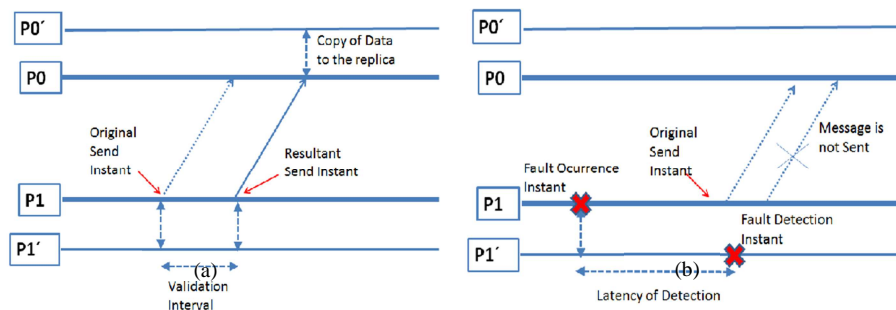 P0´
Copy of Data
to the replica
P0
Original
Send
Instant
Resultant
Send Instant
P1
P1´
(a)
Validation
Interval
P0´
P0
Original
Send
Instant
Message is
not Sent
Fault Ocurrence
Instant
P1
Fault Detection
Instant
P1´
(b)
Latency of Detection